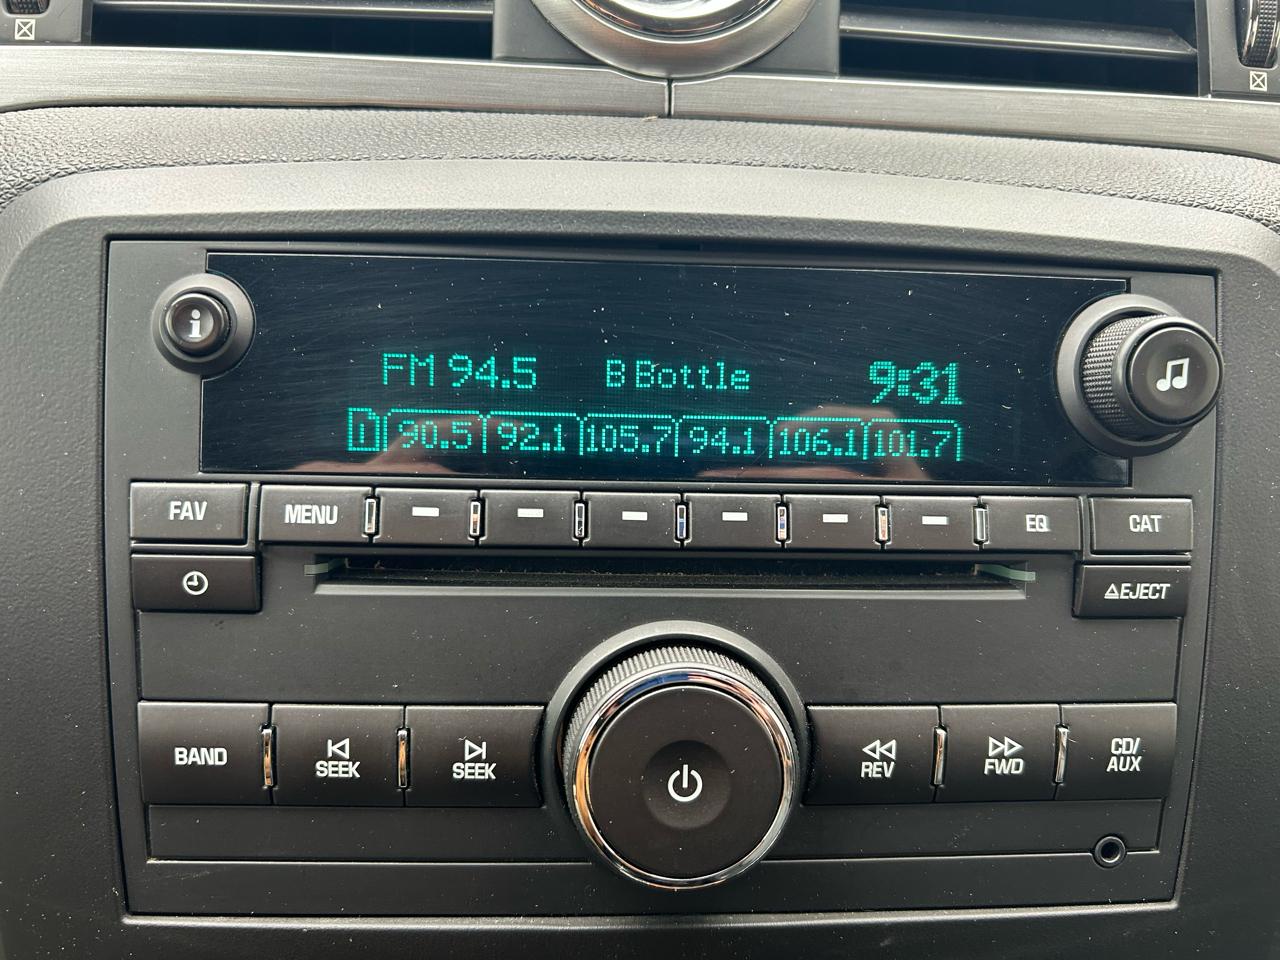 FM 94.5 B Bottle 9:31
1 90.5 92.1 105.7 94.1 106.1 101.7
FAV MENU EQ CAT
EJECT
BAND SEEK SEEK REV FWD CD/
AUX